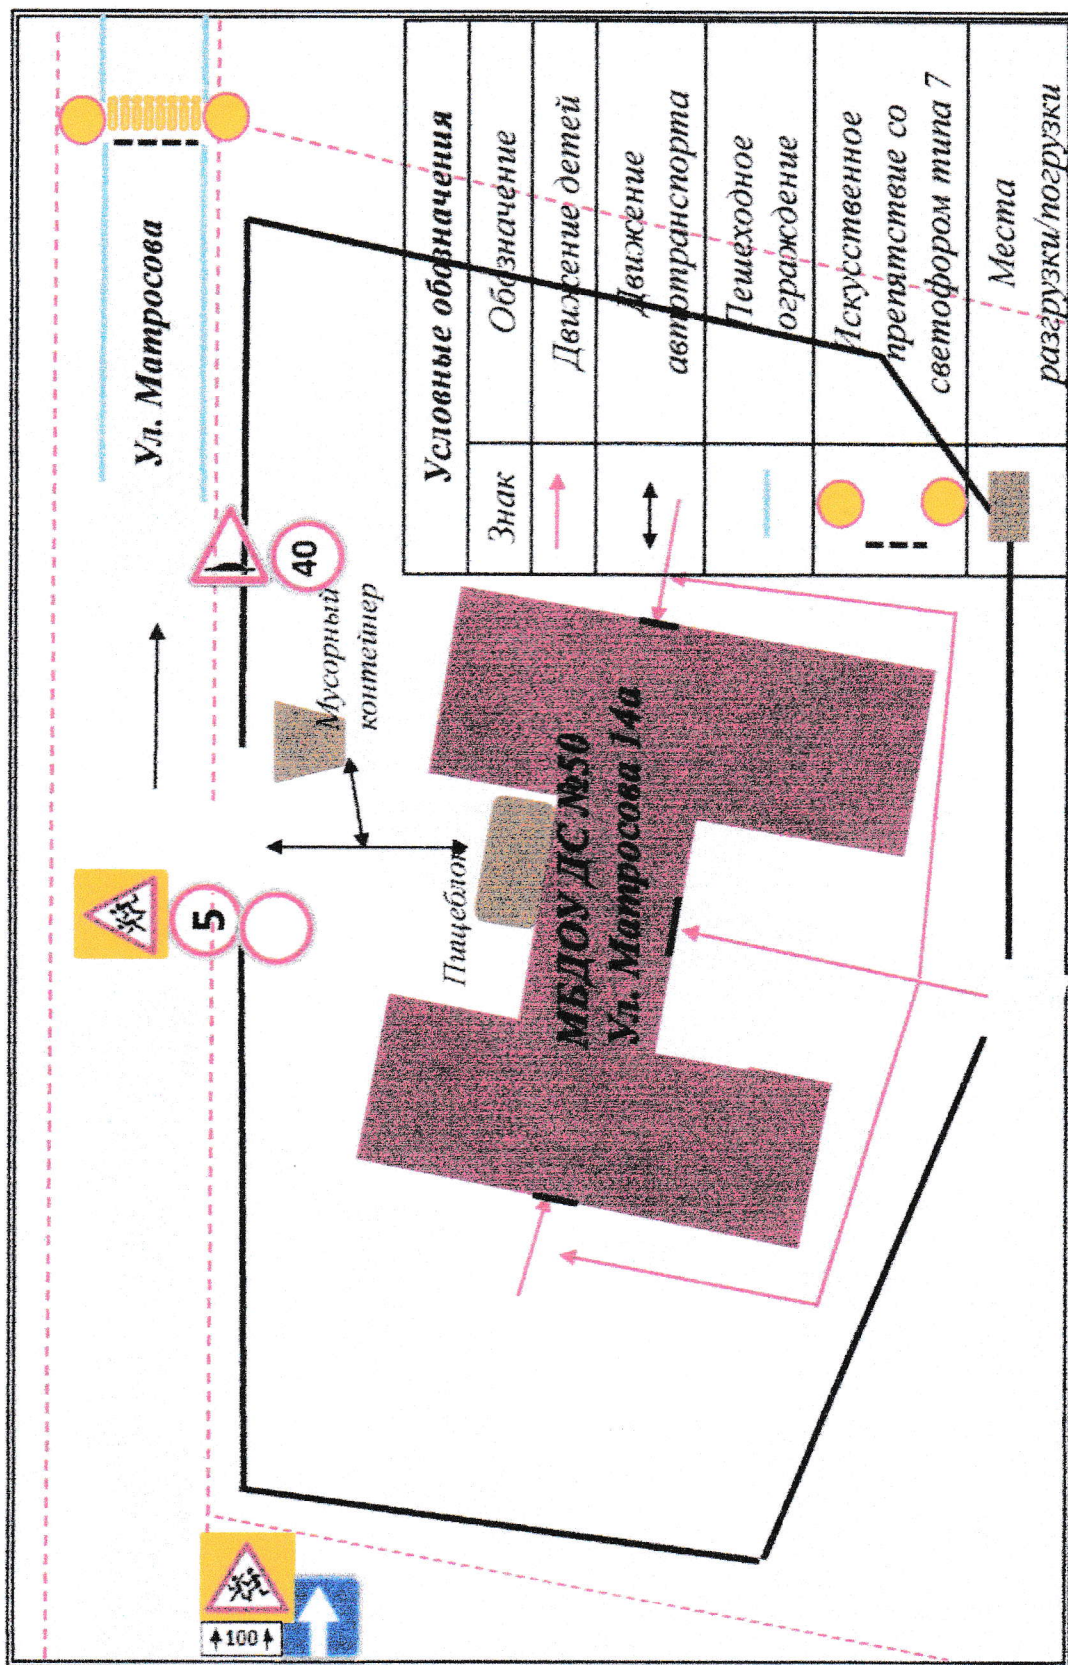 Ул. Матросова
100
5
40
Мусорный
контейнер
Пищеблок
МБДОУ ДС №50
Ул. Матросова 14а
Условные обозначения
Знак
Обозначение
Движение детей
Движение
автотранспорта
Пешеходное
ограждение
Искусственное
препятствие со
светофором типа 7
Места
разгрузки/погрузки